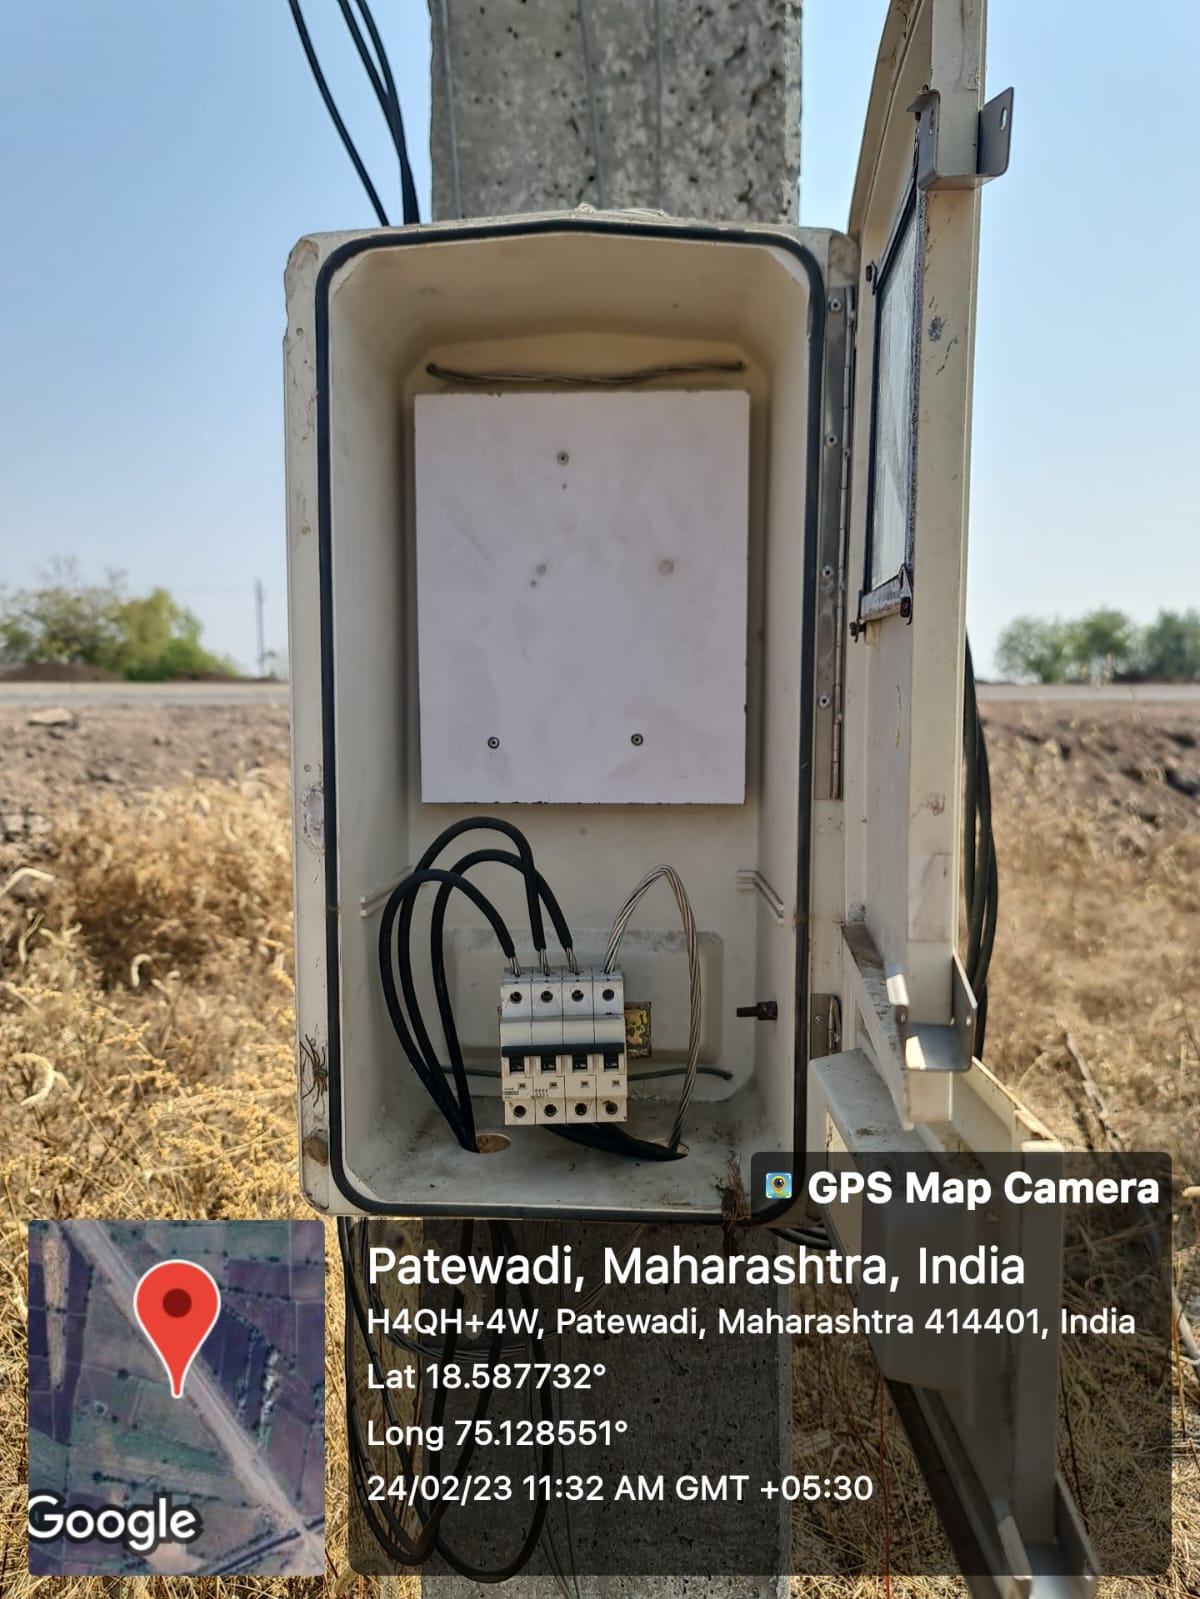 GPS Map Camera
Patewadi, Maharashtra, India
H4QH+4W, Patewadi, Maharashtra 414401, India
Lat 18.587732°
Long 75.128551°
24/02/23 11:32 AM GMT +05:30
Google